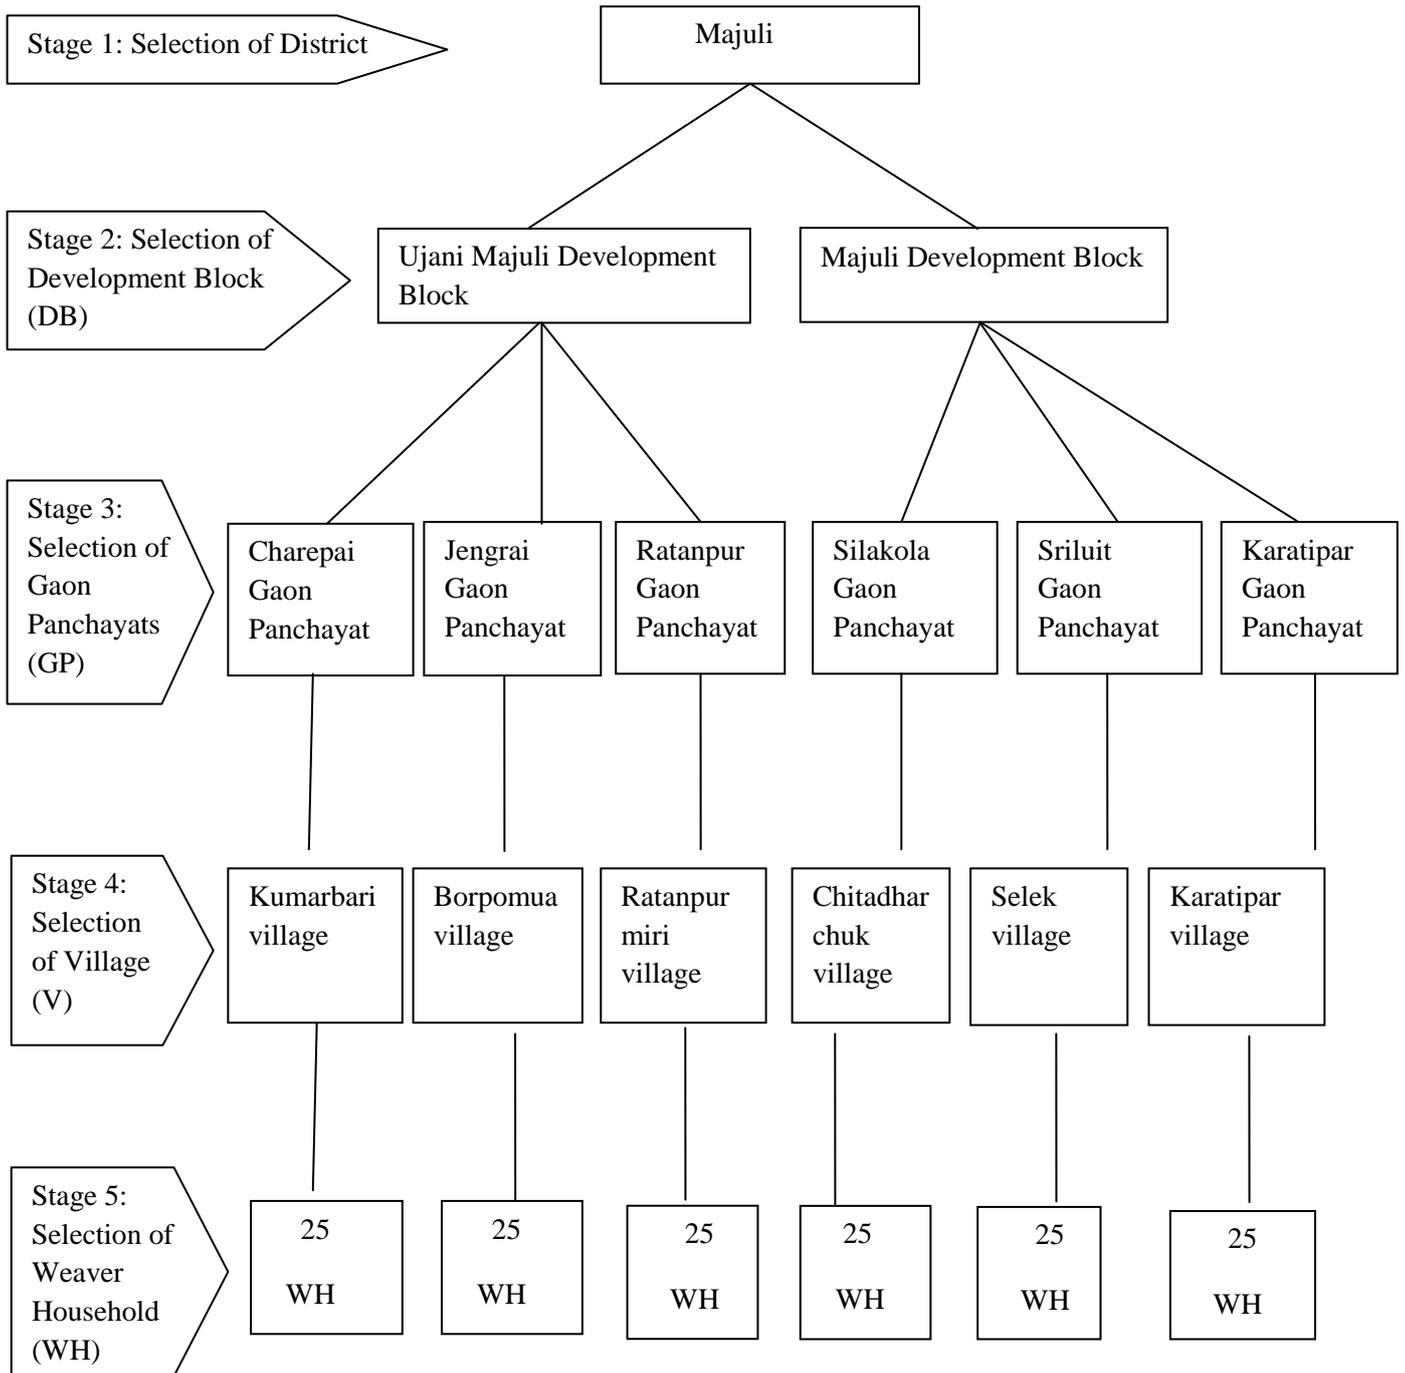 Stage 1: Selection of District
Majuli
Stage 2: Selection of
Development Block
(DB)
Ujani Majuli Development
Block
Majuli Development Block
Stage 3:
Selection of
Gaon
Panchayats
(GP)
Charepai
Gaon
Panchayat
Jengrai
Gaon
Panchayat
Ratanpur
Gaon
Panchayat
Silakola
Gaon
Panchayat
Sriluit
Gaon
Panchayat
Karatipar
Gaon
Panchayat
Stage 4:
Selection
of Village
(V)
Kumarbari
village
Borpomua
village
Ratanpur
miri
village
Chitadhar
chuk
village
Selek
village
Karatipar
village
Stage 5:
Selection of
Weaver
Household
(WH)
25
WH
25
WH
25
WH
25
WH
25
WH
25
WH